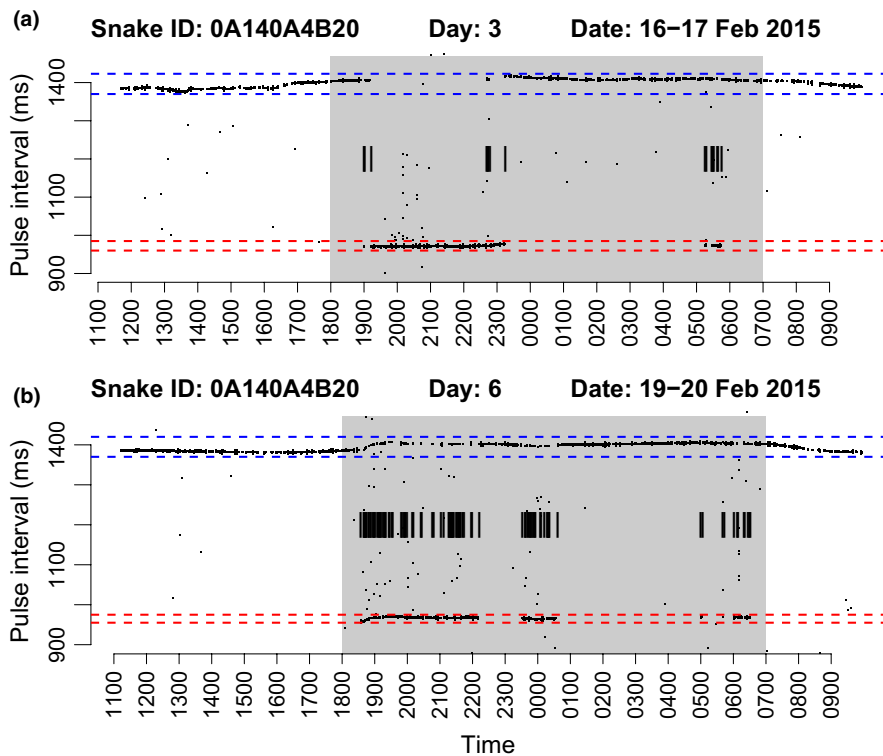 (a)
Snake ID: 0A140A4B20 Day: 3 Date: 16−17 Feb 2015
Pulse interval (ms)
1400
1100
900
1100 1200 1300 1400 1500 1600 1700 1800 1900 2000 2100 2200 2300 0000 0100 0200 0300 0400 0500 0600 0700 0800 0900
(b)
Snake ID: 0A140A4B20 Day: 6 Date: 19−20 Feb 2015
Pulse interval (ms)
1400
1100
900
1100 1200 1300 1400 1500 1600 1700 1800 1900 2000 2100 2200 2300 0000 0100 0200 0300 0400 0500 0600 0700 0800 0900
Time